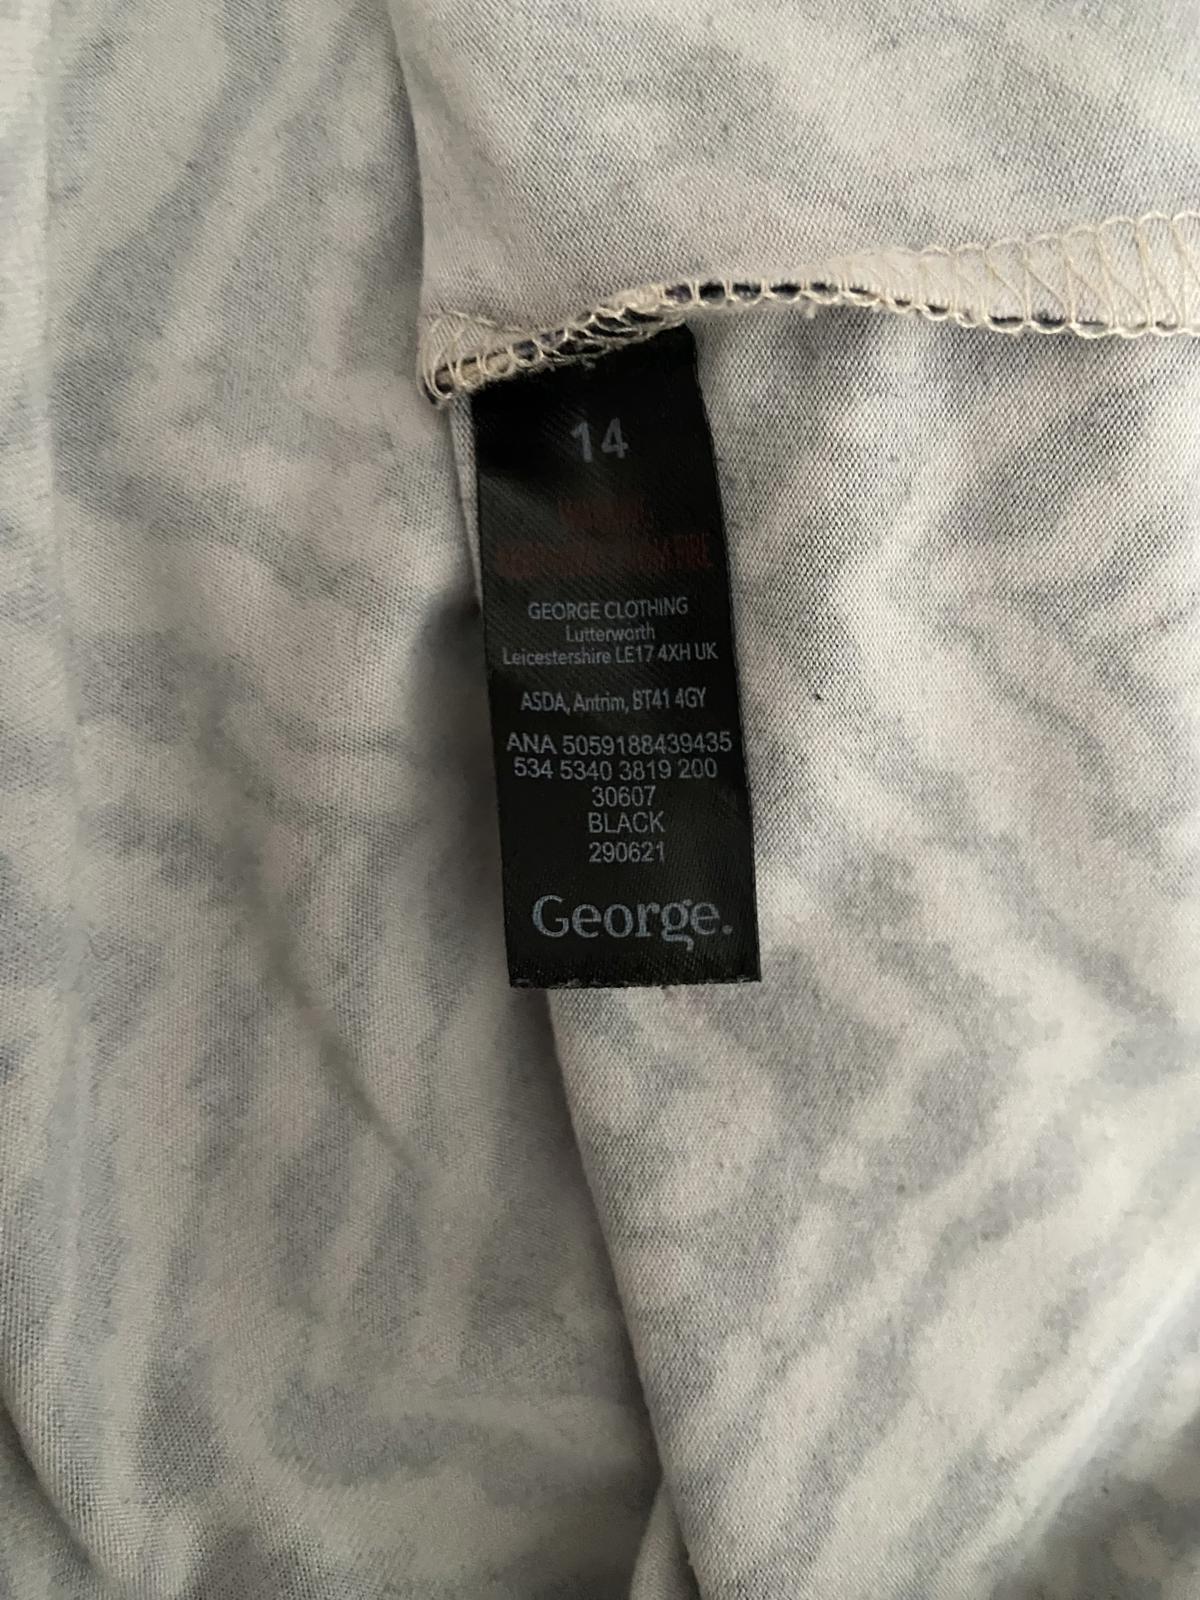 14
GEORGE CLOTHING
Lutterworth
Leicestershire LE17 4XH UK
ASDA, Antrim, BT41 4GY
ANA 5059188439435
534 5340 3819 200
30607
BLACK
290621
George.